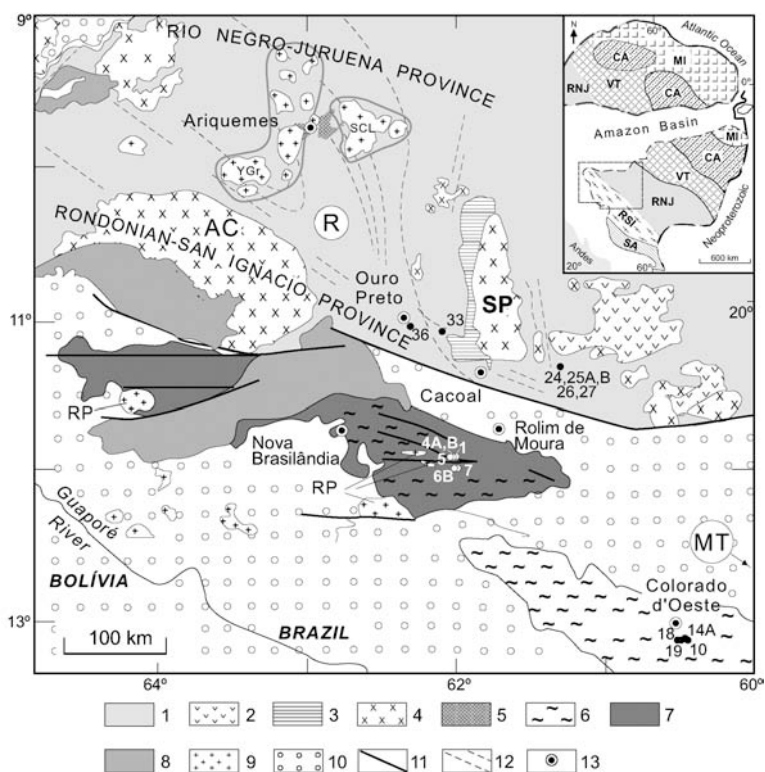 9°
RIO NEGRO-JURUENA PROVINCE
Ariquemes
SCL
YGr
AC
R
RONDONIAN-SAN IGNACIO PROVINCE
Ouro
Preto
SP
11°
36
33
24,25A,B
26,27
Cacoal
RP
Nova
Brasilândia
Rolim de
Moura
4A,B
1
5
6B
7
RP
Guaporé
River
MT
BOLÍVIA
Colorado
d'Oeste
18
14A
19
10
13°
100 km
BRAZIL
64
62
60°
N
60°
Atlantic Ocean
CA
MI
0°
RNJ
VT
CA
Amazon Basin
MI
CA
VT
RNJ
RSI
SA
Neoproterozoic
Andes
20°
60°
600 km
20°
1
2
3
4
5
6
7
8
9
10
11
12
13